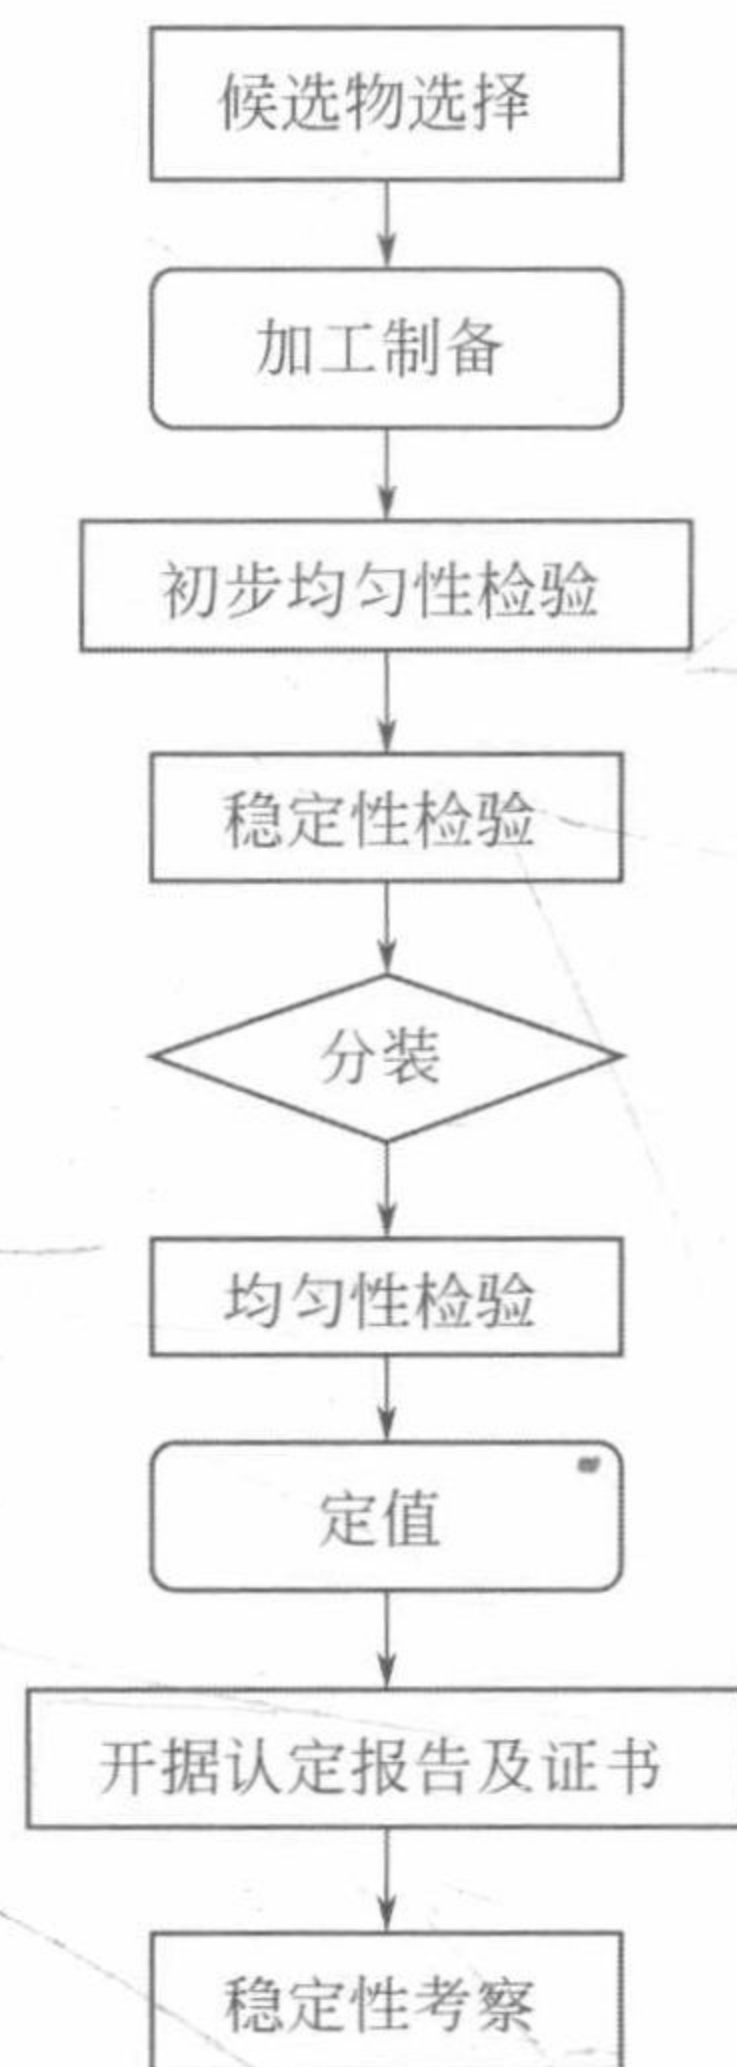 候选物选择
加工制备
初步均匀性检验
稳定性检验
分装
均匀性检验
定值
开据认定报告及证书
稳定性考察